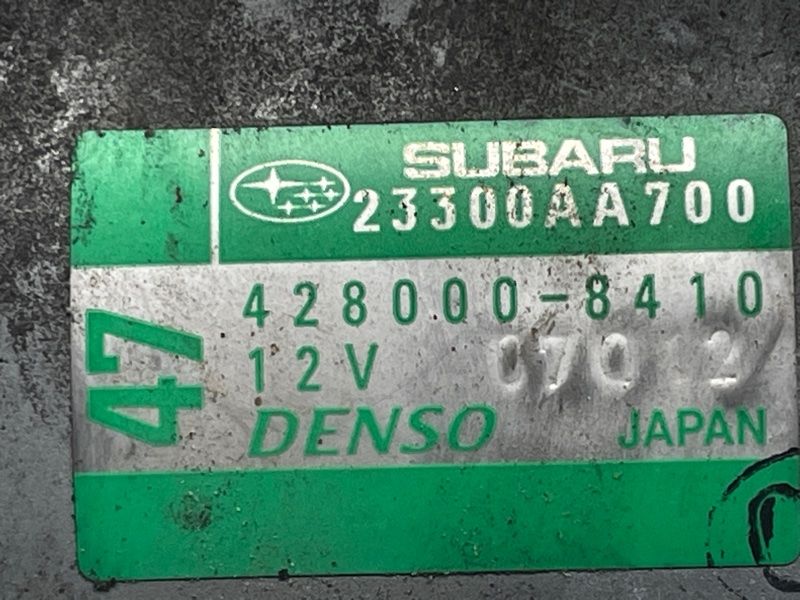 SUBARU
23300AA700
47
428000-8410
12V
DENSO JAPAN